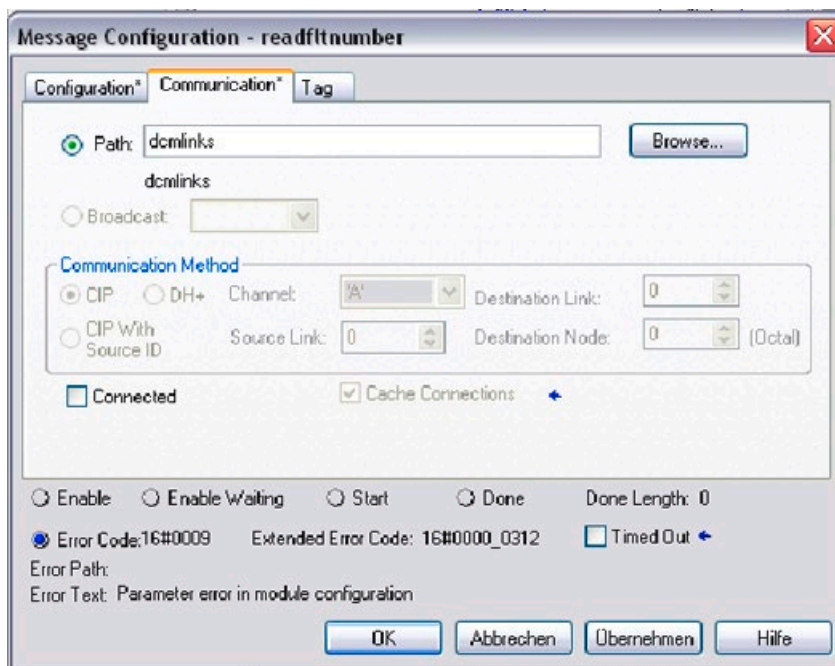 Message Configuration - readfltnumber
Configuration* Communication* Tag
Path: dcmlinks Browse...
dcmlinks
Broadcast:
Communication Method
CIP DH+ Channel: 'A' Destination Link: 0
CIP With Source ID Source Link: 0 Destination Node: 0 (Octal)
Connected Cache Connections
Enable Enable Waiting Start Done Done Length: 0
Error Code: 16#0009 Extended Error Code: 16#0000_0312 Timed Out
Error Path:
Error Text: Parameter error in module configuration
OK Abbrechen Übernehmen Hilfe